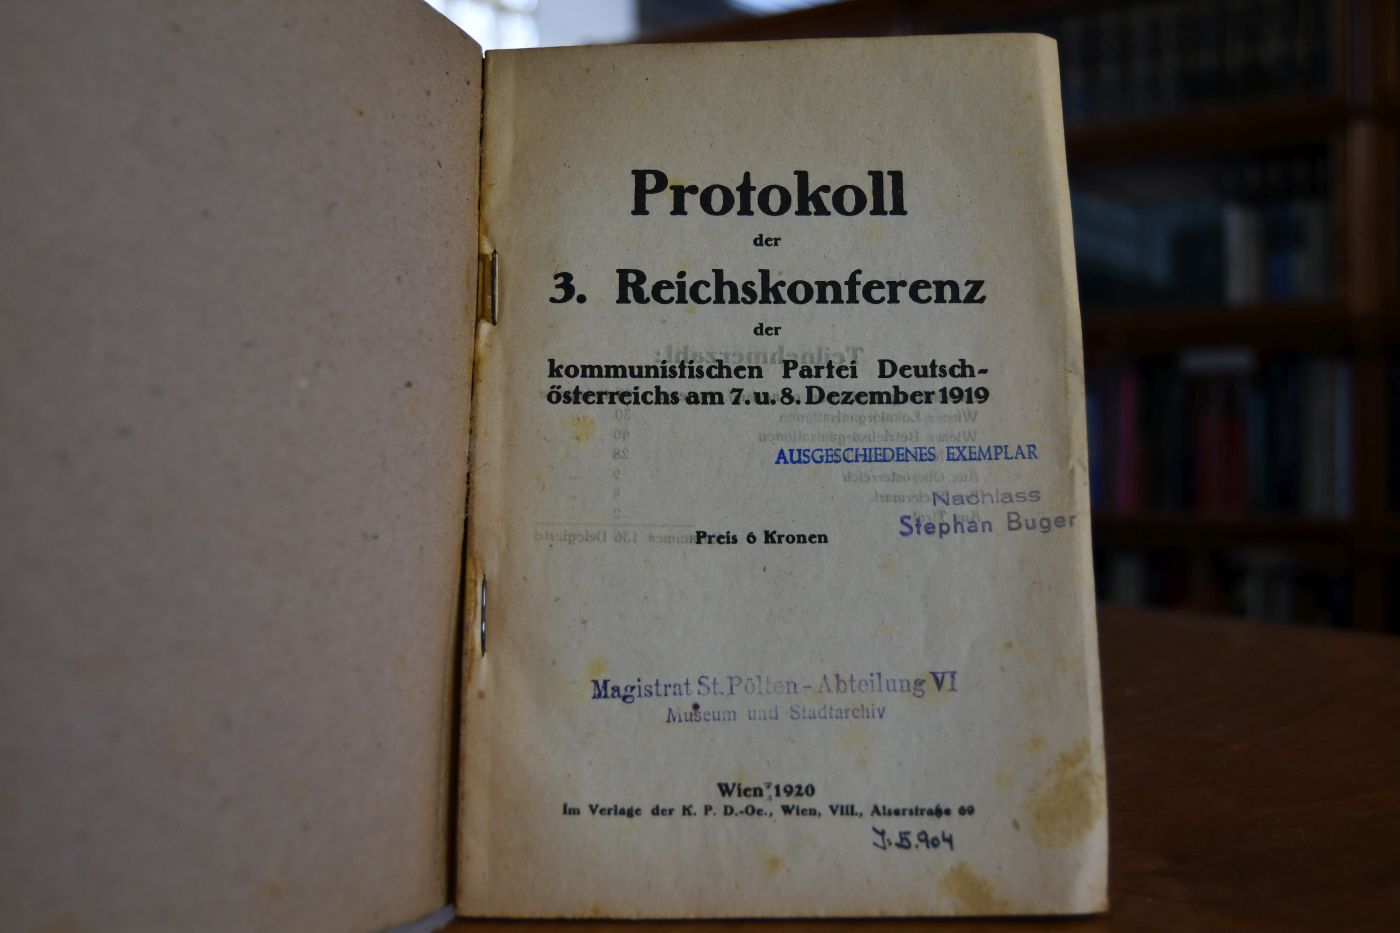 Protokoll
der
3. Reichskonferenz
der
kommunistischen Partei Deutsch-
österreichs am 7. u. 8. Dezember 1919
AUSGESCHIEDENES EXEMPLAR
Nachlass
Stephan Buger
Preis 6 Kronen
Magistrat St. Pölten - Abteilung VI
Museum und Stadtarchiv
Wien 1920
Im Verlage der K. P. D.-Oe., Wien, VIII., Alserstraße 69